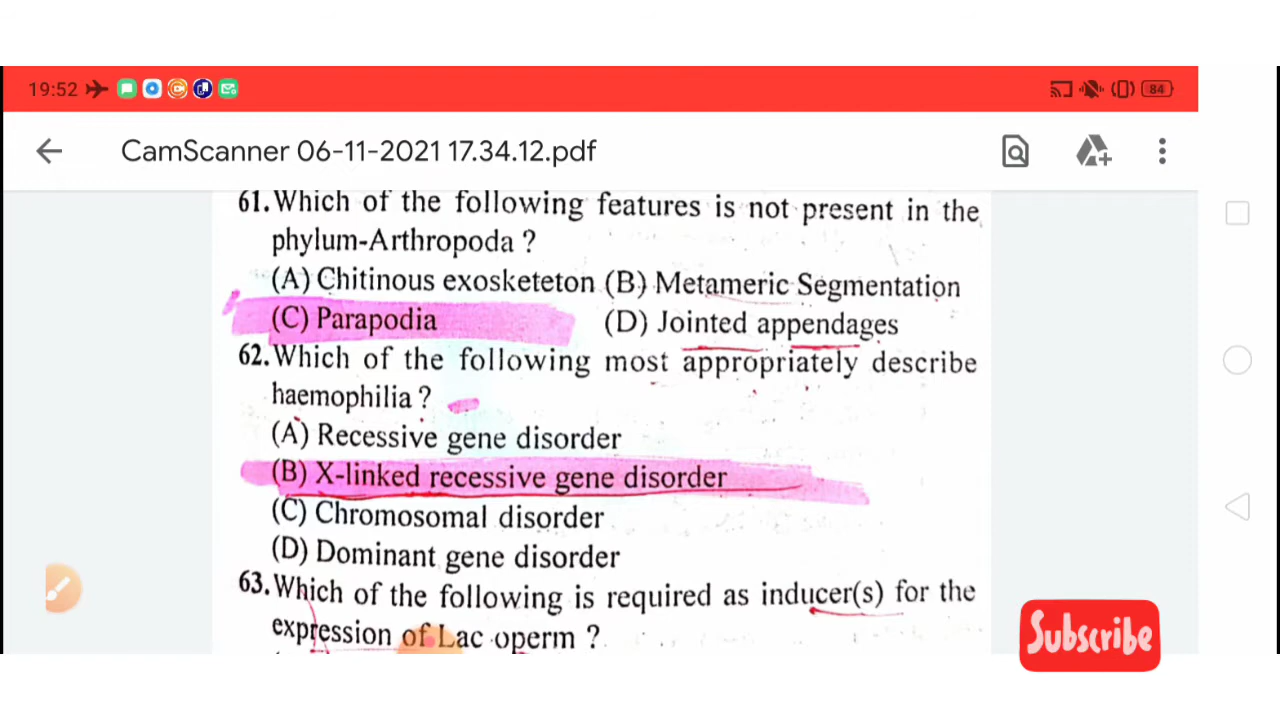 19:52
84
CamScanner 06-11-2021 17.34.12.pdf
61. Which of the following features is not present in the
phylum-Arthropoda ?
(A) Chitinous exosketeton (B) Metameric Segmentation
(C) Parapodia (D) Jointed appendages
62. Which of the following most appropriately describe
haemophilia ?
(A) Recessive gene disorder
(B) X-linked recessive gene disorder
(C) Chromosomal disorder
(D) Dominant gene disorder
63. Which of the following is required as inducer(s) for the
expression of Lac operm ?
Subscribe